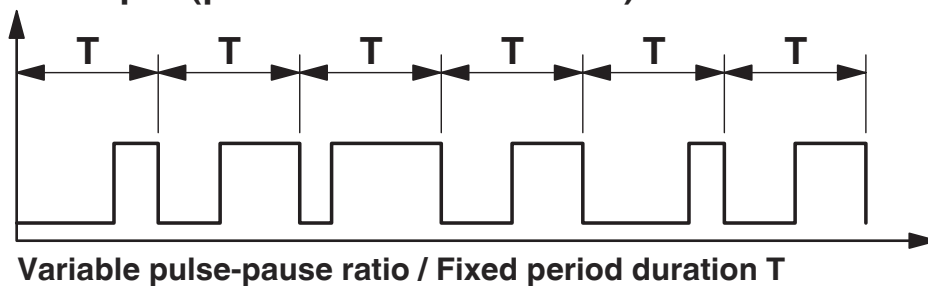 T T T T T T
Variable pulse-pause ratio / Fixed period duration T